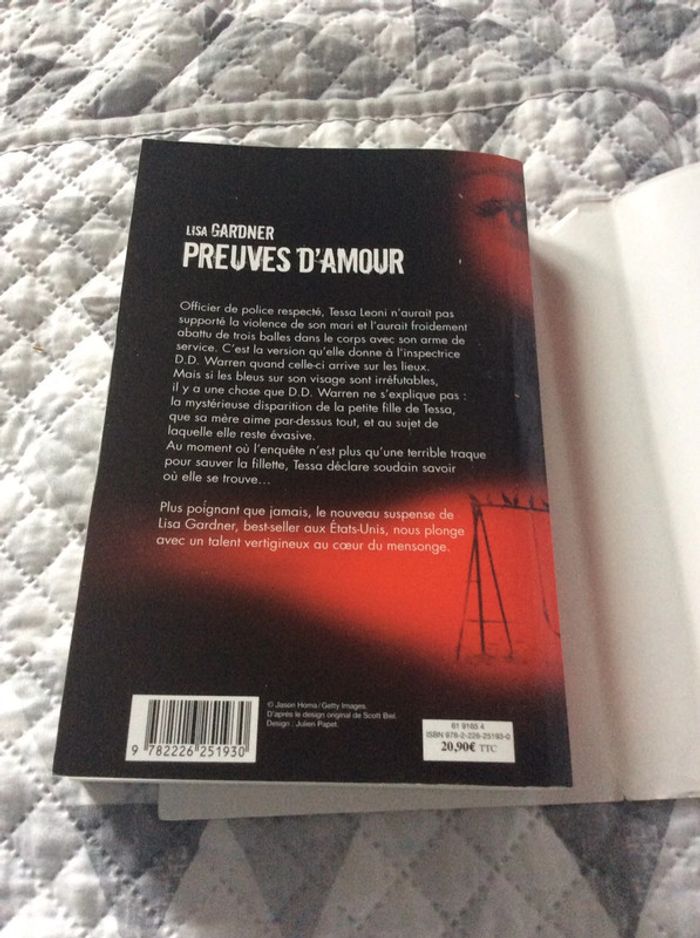 LISA GARDNER
PREUVES D'AMOUR
Officier de police respecté, Tessa Leoni n'aurait pas
supporté la violence de son mari et l'aurait froidement
abattu de trois balles dans le corps avec son arme de
service. C'est la version qu'elle donne à l'inspectrice
D.D. Warren quand celle-ci arrive sur les lieux.
Mais si les bleus sur son visage sont irréfutables,
il y a une chose que D.D. Warren ne s'explique pas :
la mystérieuse disparition de la petite fille de Tessa,
que sa mère aime par-dessus tout, et au sujet de
laquelle elle reste évasive.
Au moment où l'enquête n'est plus qu'une terrible traque
pour sauver la fillette, Tessa déclare soudain savoir
où elle se trouve...
Plus poignant que jamais, le nouveau suspense de
Lisa Gardner, best-seller aux États-Unis, nous plonge
avec un talent vertigineux au cœur du mensonge.
© Jason Homa / Getty Images.
D'après le design original de Scott Biel.
Design : Julien Papet.
9 782226 251930
61 9165 4
ISBN 978-2-226-25193-0
20,90€ TTC